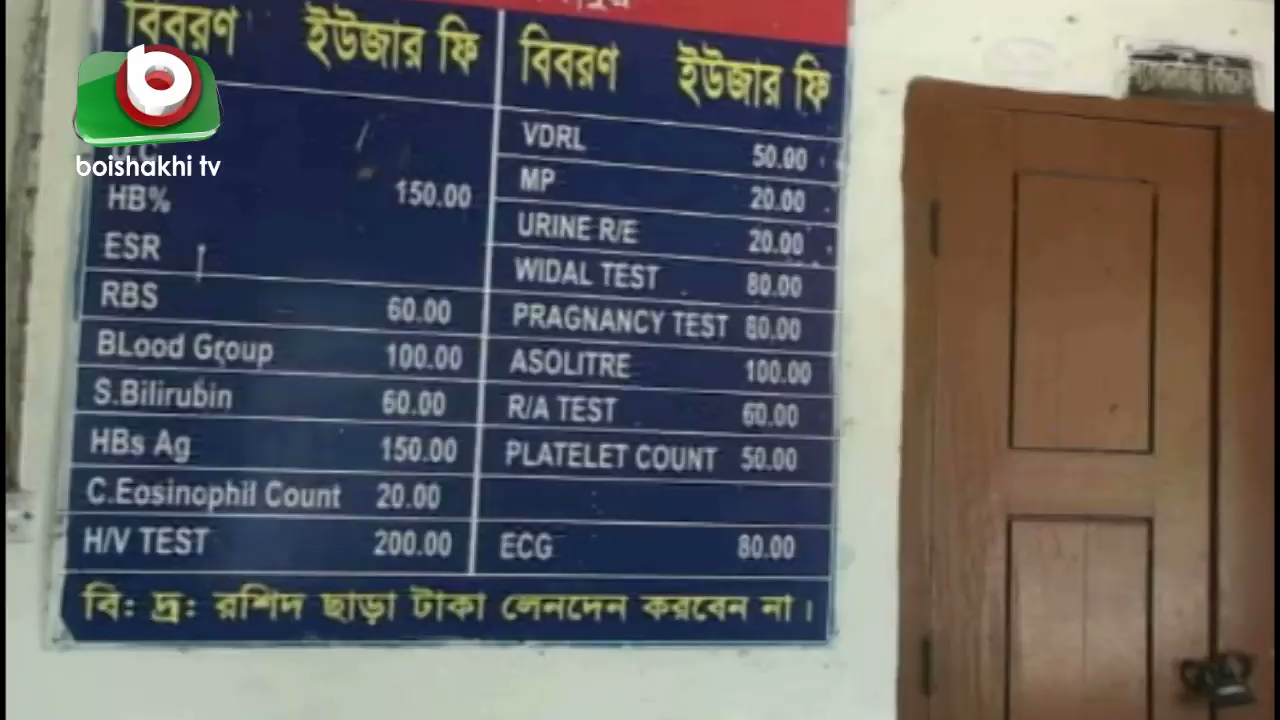 বিবরণ ইউজার ফি
HB% 150.00
ESR
RBS 60.00
BLood Group 100.00
S.Bilirubin 60.00
HBs Ag 150.00
C.Eosinophil Count 20.00
H/V TEST 200.00
বিবরণ ইউজার ফি
VDRL 50.00
MP 20.00
URINE R/E 20.00
WIDAL TEST 80.00
PRAGNANCY TEST 80.00
ASOLITRE 100.00
R/A TEST 60.00
PLATELET COUNT 50.00
ECG 80.00
বি: দ্র: রশিদ ছাড়া টাকা লেনদেন করবেন না।
boishakhi tv